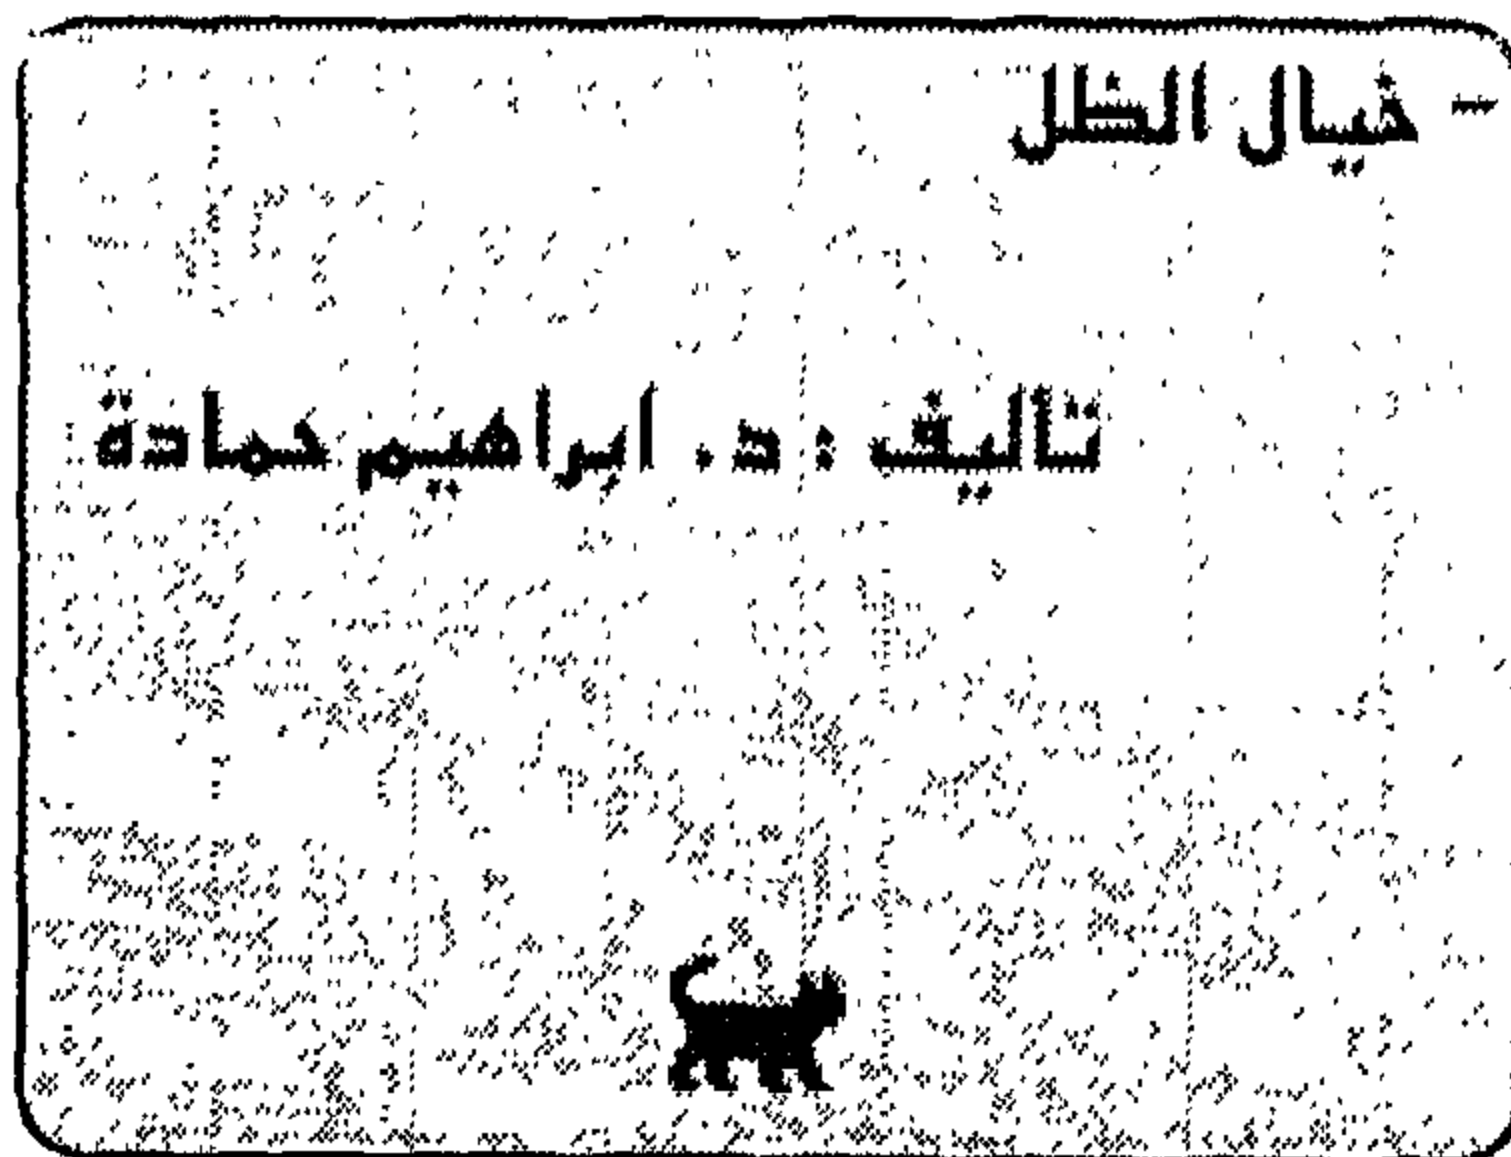 - خيال الظل
تأليف : د. ابراهيم حمادة